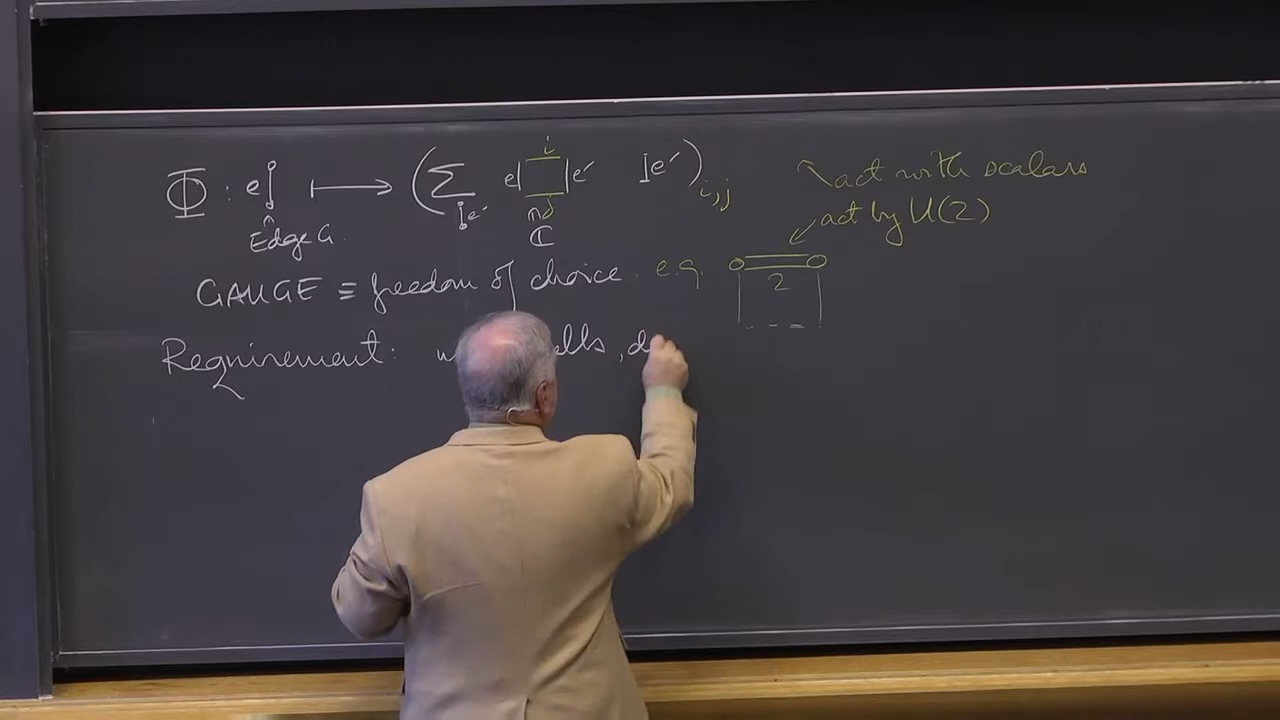 Φ : e ↦ ( Σ e| |e′ e′ )i,j
i
j
e′
∩
ℂ
∩
Edge G
act with scalars
act by U(2)
GAUGE ≡ freedom of choice. e.g.
2
Requirement: ,